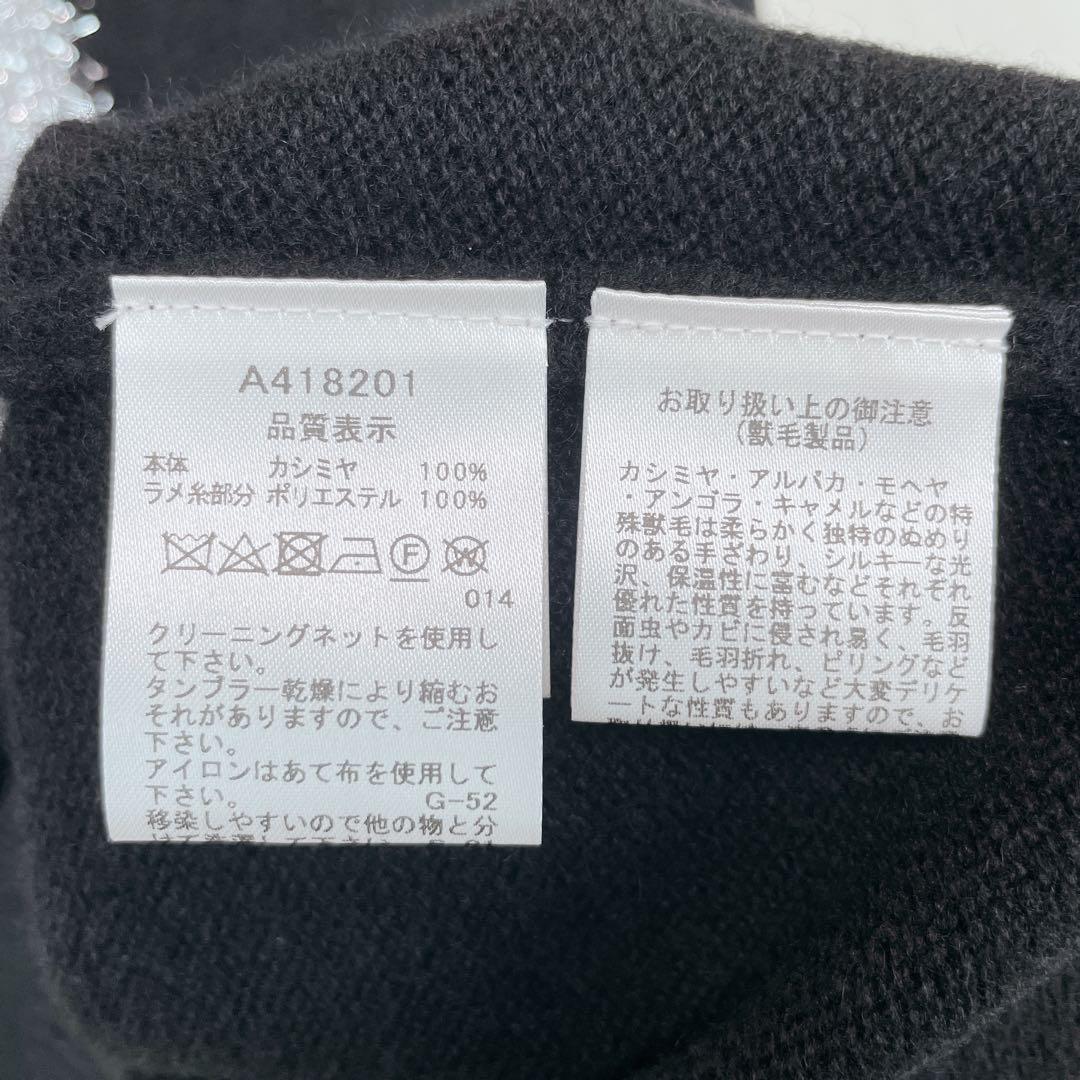 A418201
品質表示
本体 カシミヤ 100%
ラメ糸部分 ポリエステル 100%
F W
014
クリーニングネットを使用し
て下さい。
タンブラー乾燥により縮むお
それがありますので、ご注意
下さい。
アイロンはあて布を使用して
下さい。 G-52
移染しやすいので他の物と分
お取り扱い上の御注意
(獣毛製品)
カシミヤ・アルパカ・モヘヤ
・アンゴラ・キャメルなどの特
殊獣毛は柔らかく独特のぬめり
のある手ざわり、シルキーな光
沢、保温性に富むなどそれぞれ
優れた性質を持っています。反
面虫やカビに侵され易く、毛羽
抜け、毛羽折れ、ピリングなど
が発生しやすいなど大変デリケ
ートな性質もありますので、お